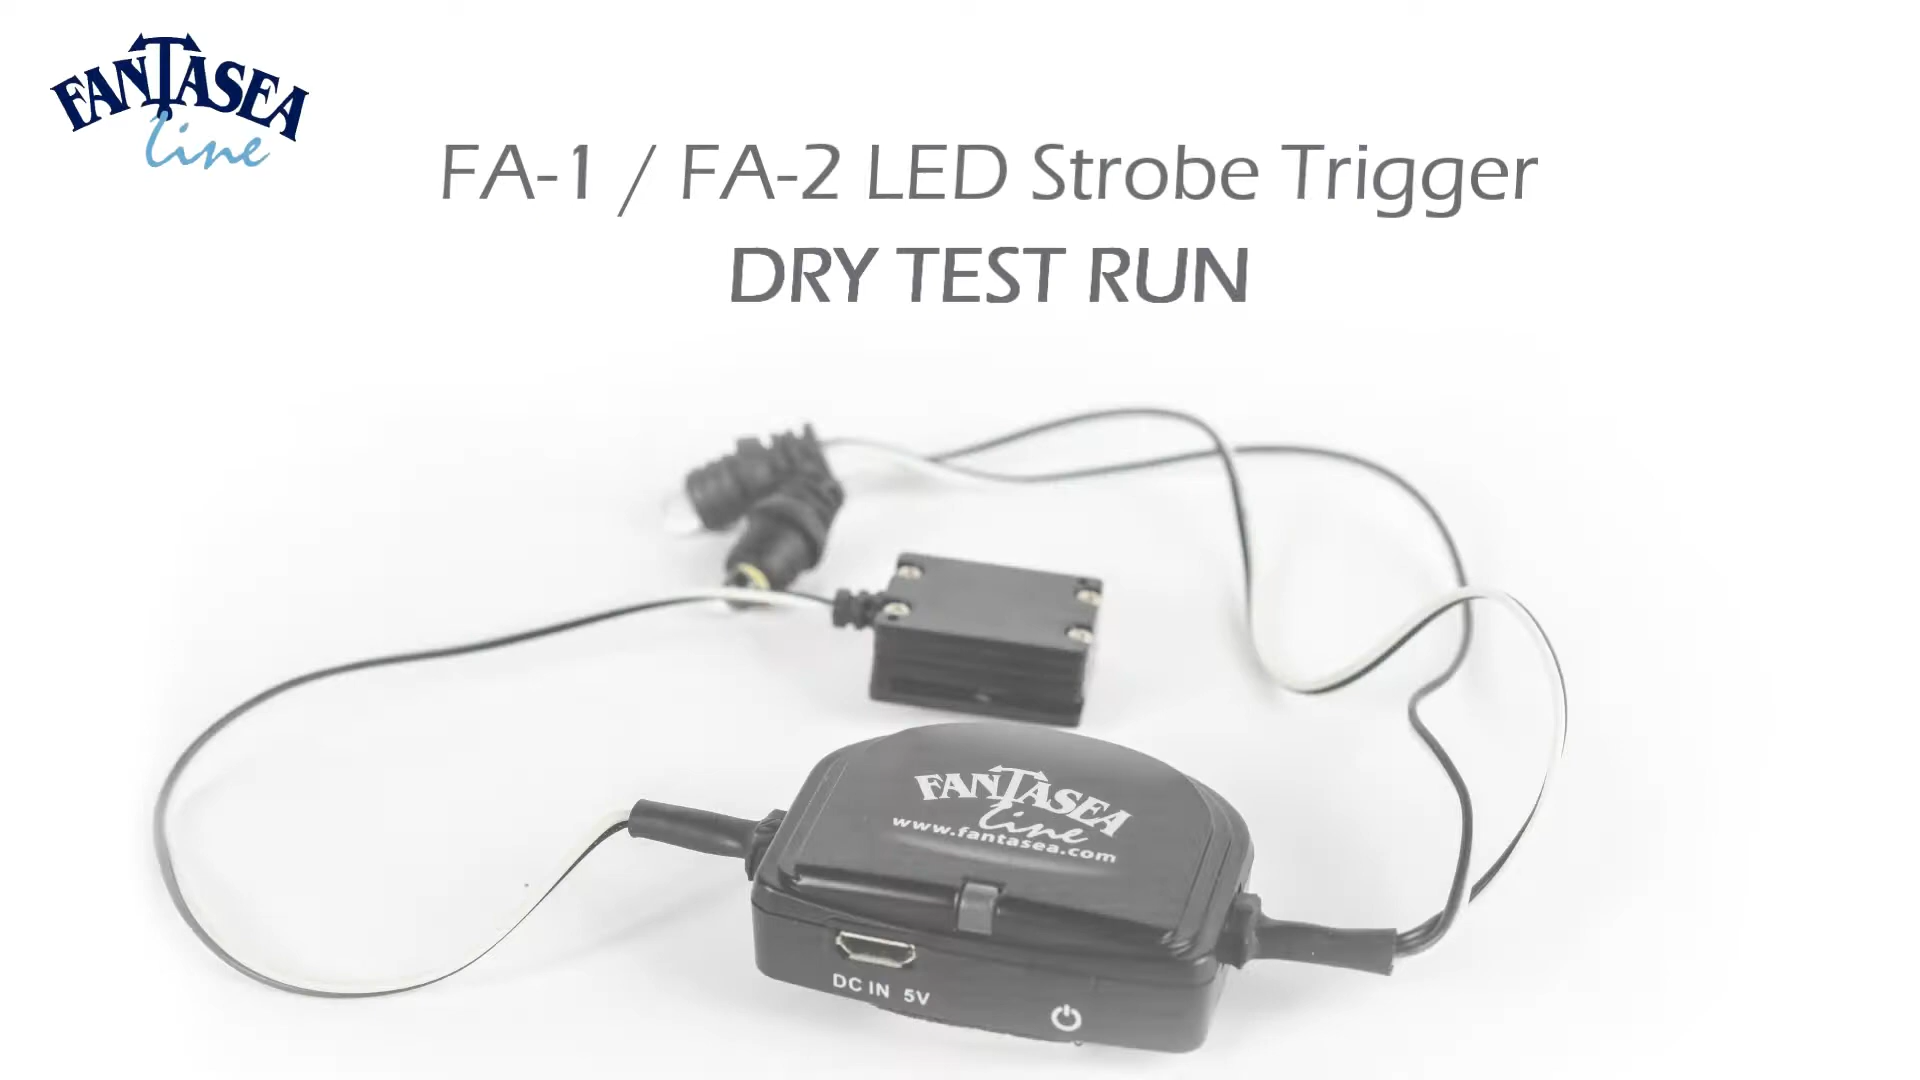 FANTASEA
line
FA-1 / FA-2 LED Strobe Trigger
DRY TEST RUN
FANTASEA
line
www.fantasea.com
DC IN 5V